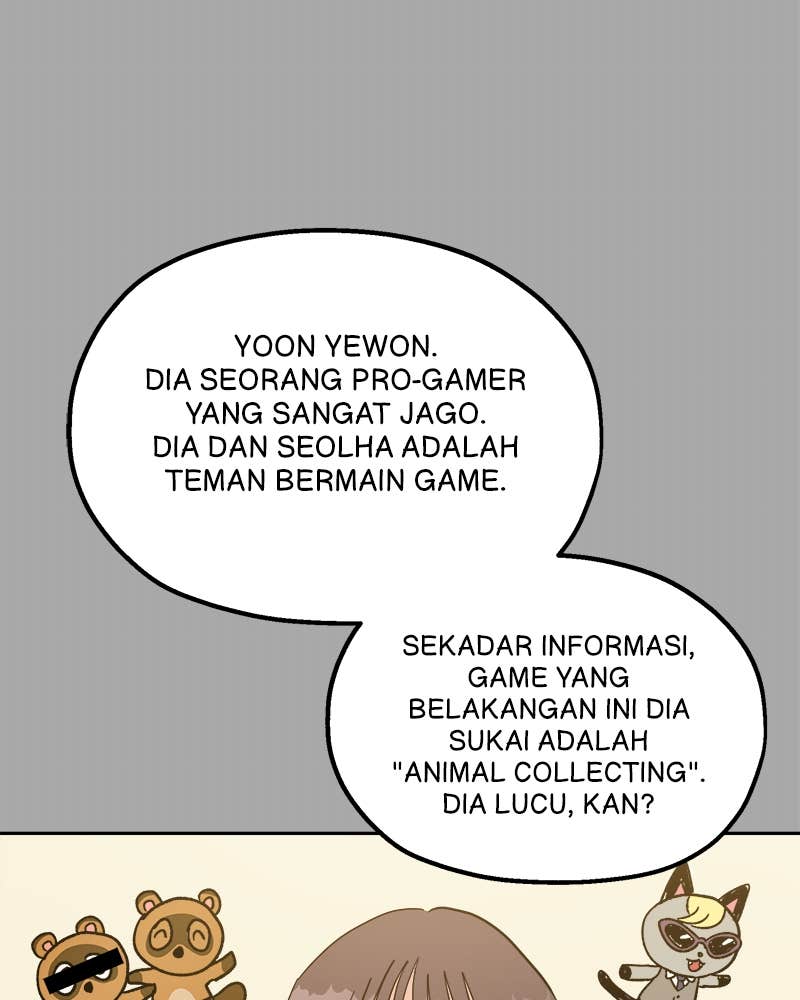 YOON YEWON.
DIA SEORANG PRO-GAMER
YANG SANGAT JAGO.
DIA DAN SEOLHA ADALAH
TEMAN BERMAIN GAME.
SEKADAR INFORMASI,
GAME YANG
BELAKANGAN INI DIA
SUKAI ADALAH
"ANIMAL COLLECTING".
DIA LUCU, KAN?